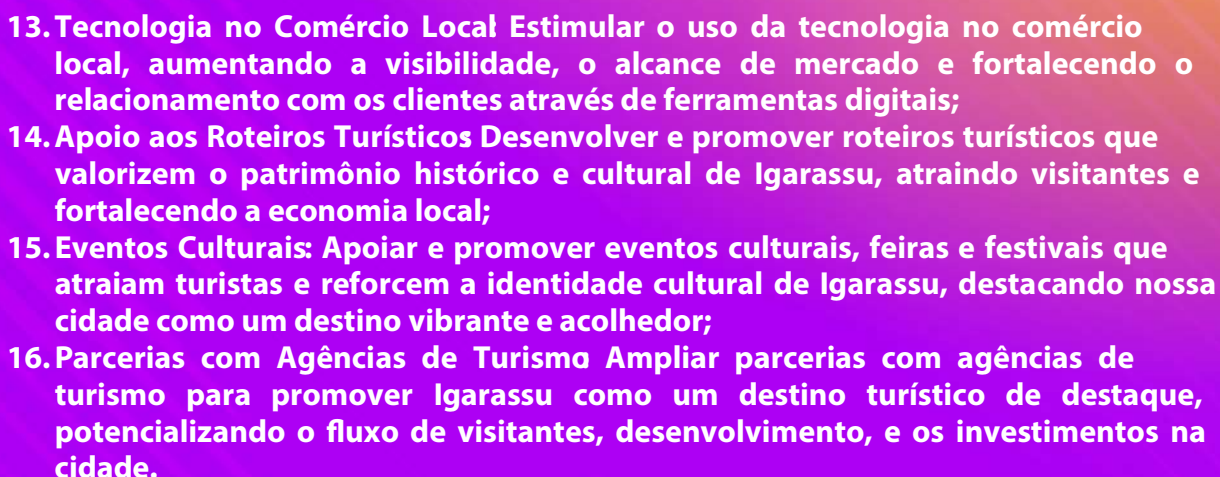 13. Tecnologia no Comércio Local: Estimular o uso da tecnologia no comércio
local, aumentando a visibilidade, o alcance de mercado e fortalecendo o
relacionamento com os clientes através de ferramentas digitais;
14. Apoio aos Roteiros Turísticos: Desenvolver e promover roteiros turísticos que
valorizem o patrimônio histórico e cultural de Igarassu, atraindo visitantes e
fortalecendo a economia local;
15. Eventos Culturais: Apoiar e promover eventos culturais, feiras e festivais que
atraiam turistas e reforcem a identidade cultural de Igarassu, destacando nossa
cidade como um destino vibrante e acolhedor;
16. Parcerias com Agências de Turismo: Ampliar parcerias com agências de
turismo para promover Igarassu como um destino turístico de destaque,
potencializando o fluxo de visitantes, desenvolvimento, e os investimentos na
cidade.